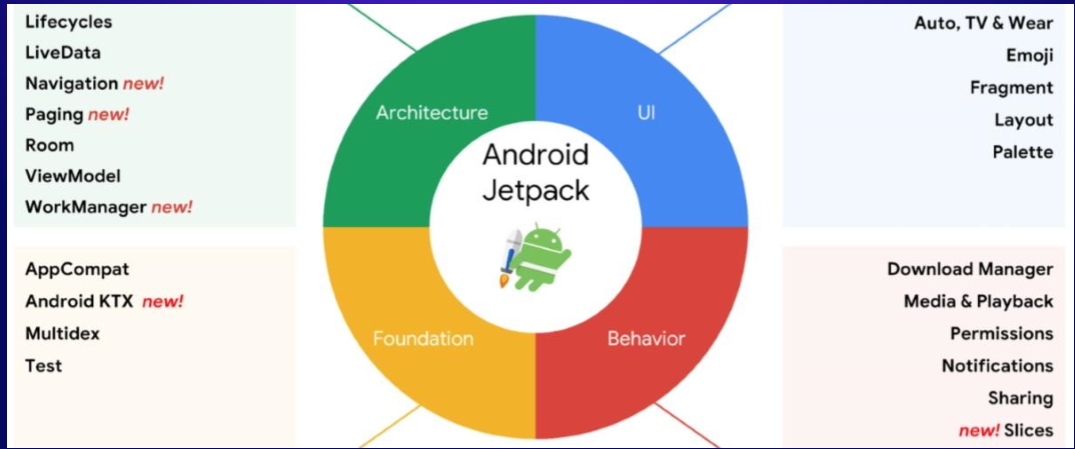 Lifecycles
LiveData
Navigation new!
Paging new!
Room
ViewModel
WorkManager new!
Architecture
UI
Auto, TV & Wear
Emoji
Fragment
Layout
Palette
Android
Jetpack
AppCompat
Android KTX new!
Multidex
Test
Foundation
Behavior
Download Manager
Media & Playback
Permissions
Notifications
Sharing
new! Slices